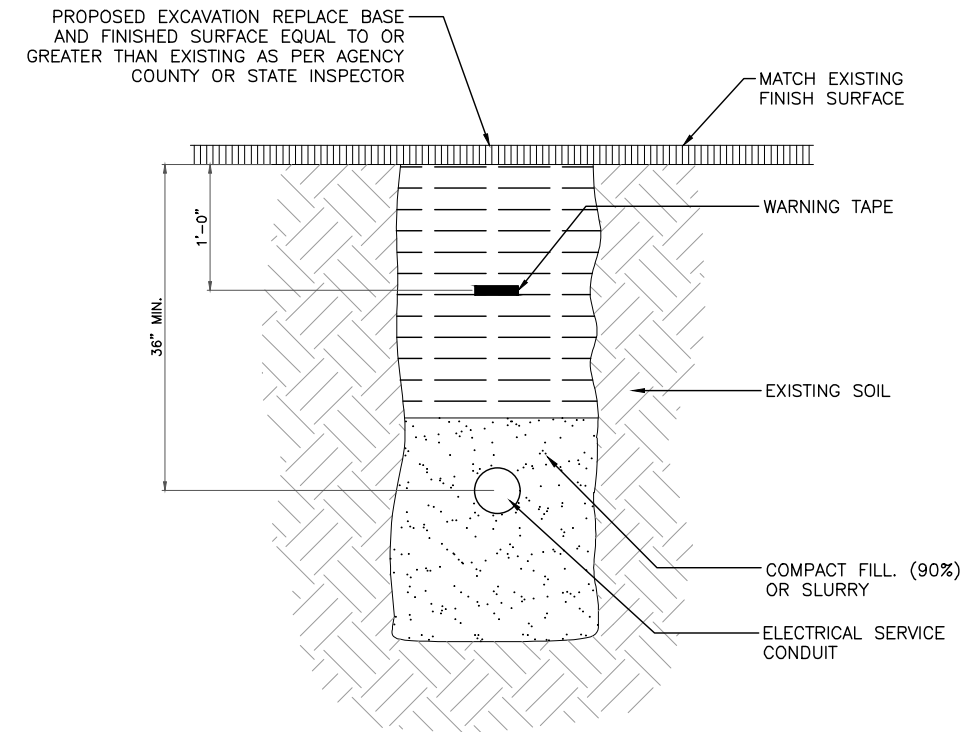 PROPOSED EXCAVATION REPLACE BASE
AND FINISHED SURFACE EQUAL TO OR
GREATER THAN EXISTING AS PER AGENCY
COUNTY OR STATE INSPECTOR
MATCH EXISTING
FINISH SURFACE
WARNING TAPE
1'-0"
36" MIN.
EXISTING SOIL
COMPACT FILL. (90%)
OR SLURRY
ELECTRICAL SERVICE
CONDUIT